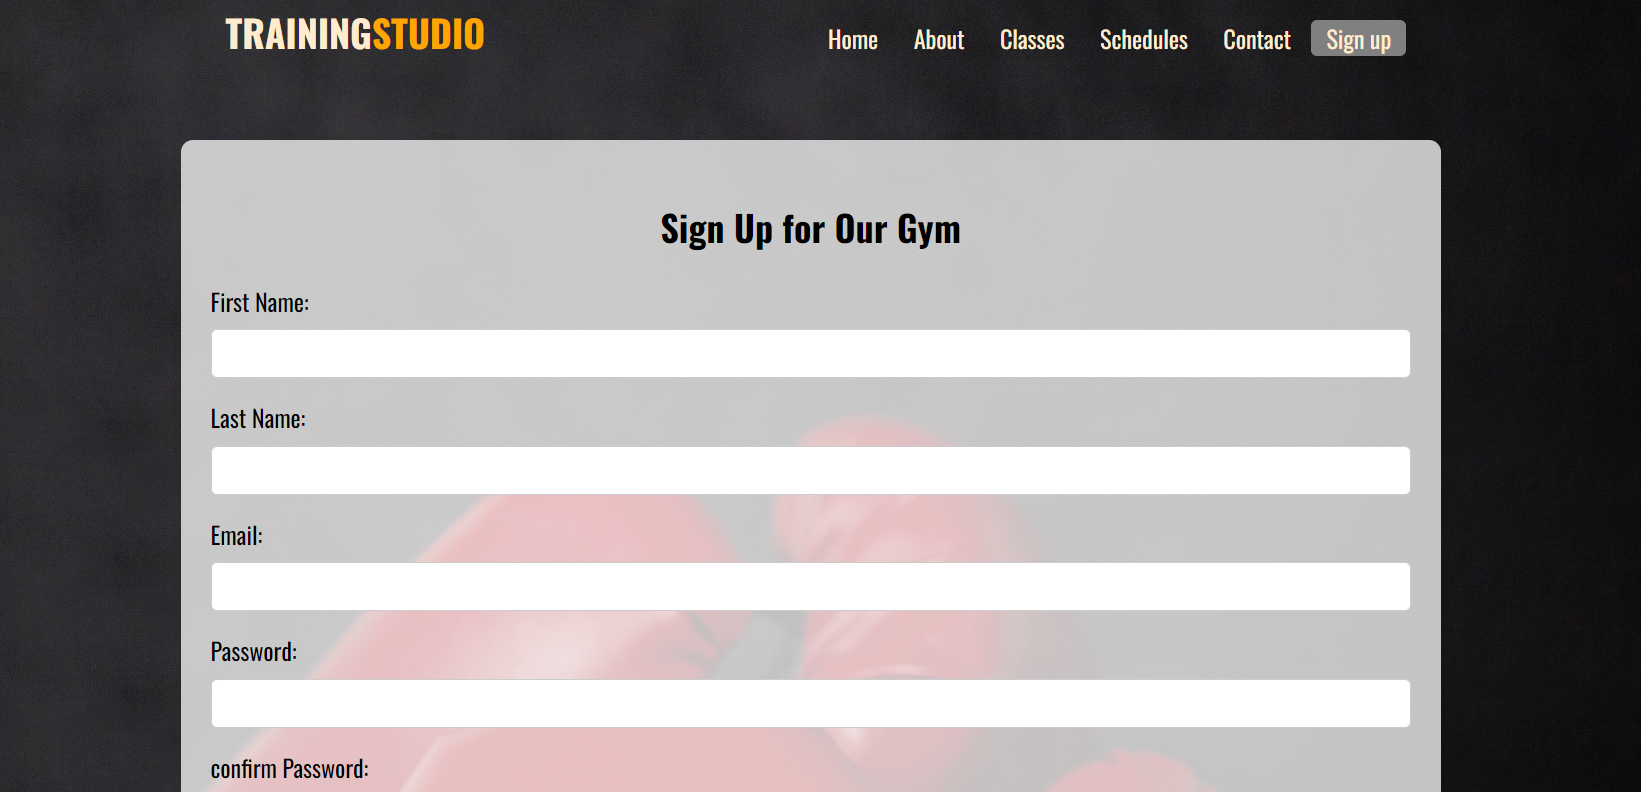 TRAININGSTUDIO
Home About Classes Schedules Contact Sign up
Sign Up for Our Gym
First Name:
Last Name:
Email:
Password:
confirm Password: